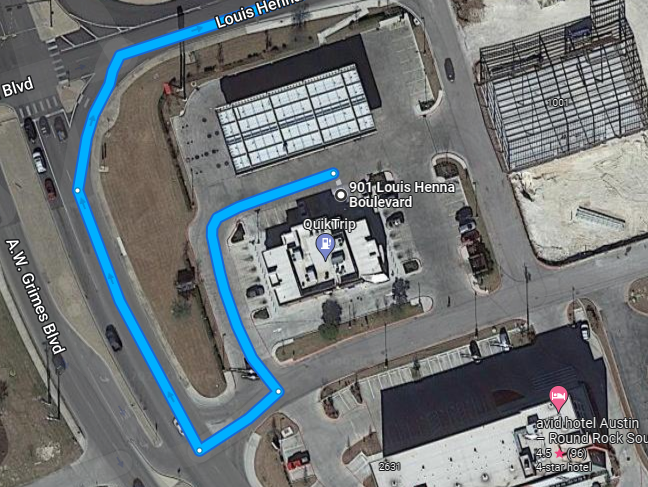 Louis Henna
Blvd
1001
901 Louis Henna
Boulevard
QuikTrip
A.W. Grimes Blvd
avid hotel Austin
– Round Rock Sou
4.5 ★ (96)
4-star hotel
2631